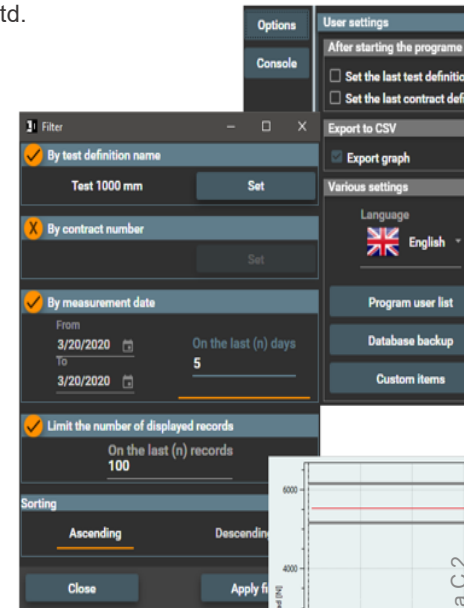 td.
Options
Console
User settings
After starting the programe
Set the last test definitio
Set the last contract defi
Export to CSV
Export graph
Various settings
Language
English
Program user list
Database backup
Custom items
Filter
By test definition name
Test 1000 mm
Set
By contract number
Set
By measurement date
From
3/20/2020
To
3/20/2020
On the last (n) days
5
Limit the number of displayed records
On the last (n) records
100
Sorting
Ascending
Descending
Close
Apply fi
6000
4000
ad [N]
a C 2